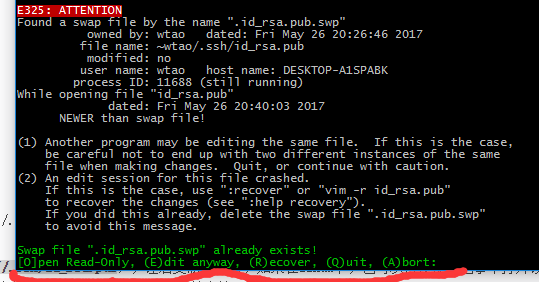 E325: ATTENTION
Found a swap file by the name ".id_rsa.pub.swp"
owned by: wtao   dated: Fri May 26 20:26:46 2017
file name: ~wtao/.ssh/id_rsa.pub
modified: no
user name: wtao   host name: DESKTOP-A1SPABK
process ID: 11688 (still running)
While opening file "id_rsa.pub"
dated: Fri May 26 20:40:03 2017
NEWER than swap file!
(1) Another program may be editing the same file.  If this is the case,
be careful not to end up with two different instances of the same
file when making changes.  Quit, or continue with caution.
(2) An edit session for this file crashed.
If this is the case, use ":recover" or "vim -r id_rsa.pub"
to recover the changes (see ":help recovery").
If you did this already, delete the swap file ".id_rsa.pub.swp"
to avoid this message.
Swap file ".id_rsa.pub.swp" already exists!
[O]pen Read-Only, (E)dit anyway, (R)ecover, (Q)uit, (A)bort: